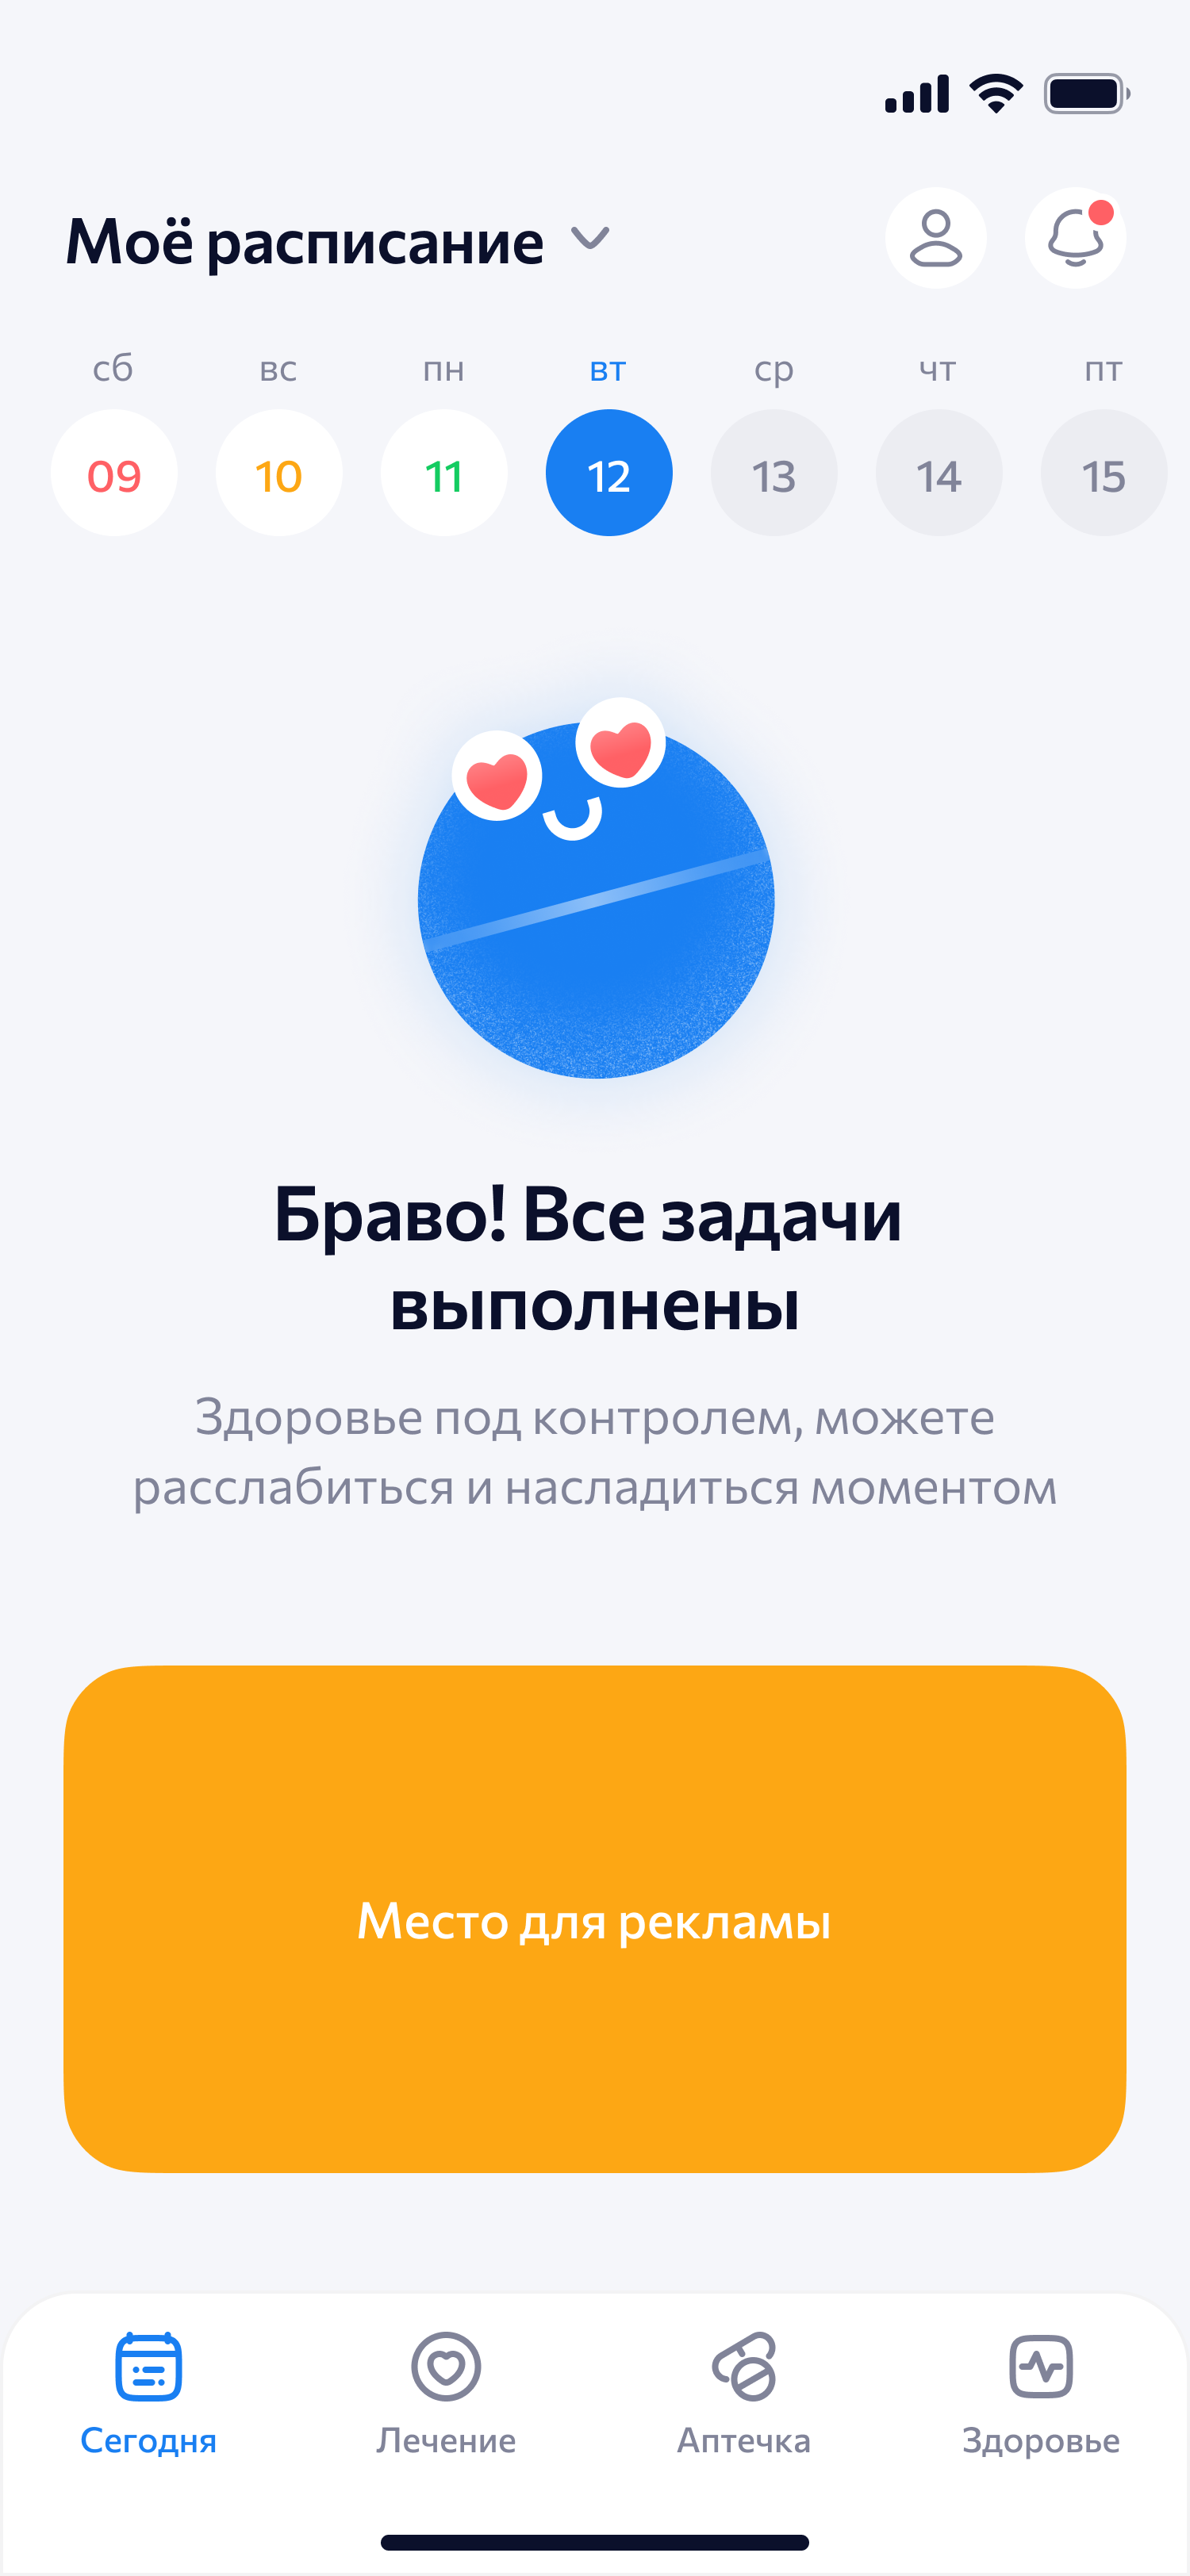 Моё расписание
сб вс пн вт ср чт пт
09 10 11 12 13 14 15
Браво! Все задачи
выполнены
Здоровье под контролем, можете
расслабиться и насладиться моментом
Место для рекламы
Сегодня Лечение Аптечка Здоровье